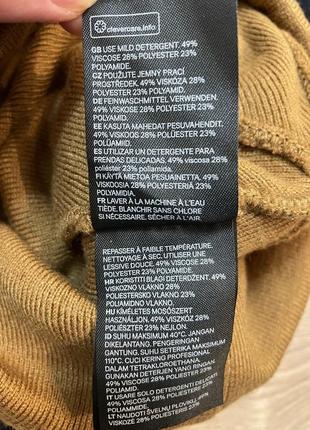 clevercare.info
GB USE MILD DETERGENT. 49%
VISCOSE 28% POLYESTER 23%
POLYAMIDE.
CZ POUŽIJTE JEMNÝ PRACÍ
PROSTŘEDEK. 49% VISKÓZA 28%
POLYESTER 23% POLYAMID.
DE FEINWASCHMITTEL VERWENDEN.
49% VISKOSE 28% POLYESTER 23%
POLYAMID.
EE KASUTA MAHEDAT PESUVAHENDIT.
49% VISKOOS 28% POLÜESTER 23%
POLÜAMIID.
ES UTILIZAR UN DETERGENTE PARA
PRENDAS DELICADAS. 49% viscosa 28%
poliéster 23% poliamida.
FI KÄYTÄ MIETOA PESUAINETTA. 49%
VISKOOSIA 28% POLYESTERIÄ 23%
POLYAMIDIA.
FR LAVER À LA MACHINE À L'EAU
TIÈDE, BLANCHIR SANS CHLORE
SI NÉCESSAIRE. SÉCHER À L'AIR.
REPASSER À FAIBLE TEMPÉRATURE.
NETTOYAGE À SEC. UTILISER UNE
LESSIVE DOUCE. 49% VISCOSE 28%
POLYESTER 23% POLYAMIDE.
HR KORISTITI BLAGI DETERDŽENT. 49%
VISKOZNO VLAKNO 28%
POLIESTERSKO VLAKNO 23%
POLIAMIDNO VLAKNO.
HU KÍMÉLETES MOSÓSZERT
HASZNÁLJON. 49% VISZKÓZ 28%
POLIÉSZTER 23% NEJLON.
ID SUHU MAKSIMUM 40°C. JANGAN
DIKELANTANG. PENGERINGAN
GANTUNG. SUHU SETERIKA MAKSIMUM
110°C. CUCI KERING PROFESIONAL
DALAM TETRAKLOROETHANA.
GUNAKAN DETERJEN YANG RINGAN.
49% VISKOSE 28% POLYESTER 23%
POLYAMIDE.
IT USARE SOLO DETERGENTI DELICATI.
49% VISCOSA 28% POLIESTERE 23%
POLIAMMIDE.
LT NAUDOTI ŠVELNŲ PLOVIKLĮ. 49%
VISKOZĖ 28% POLIESTERIS 23%